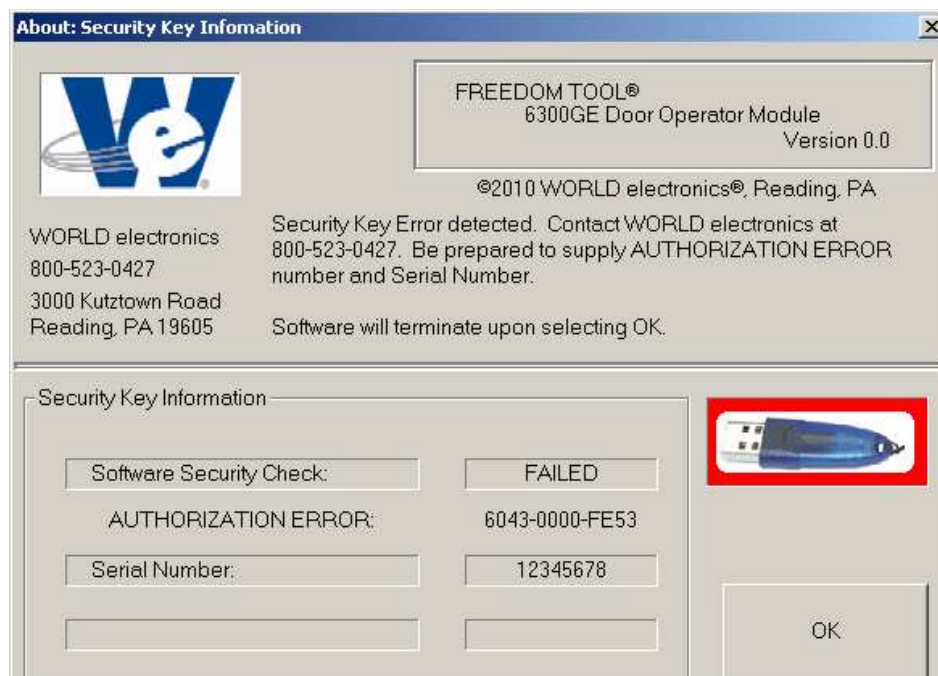 About: Security Key Infomation
We
FREEDOM TOOL®
6300GE Door Operator Module
Version 0.0
©2010 WORLD electronics®, Reading, PA
WORLD electronics
800-523-0427
3000 Kutztown Road
Reading, PA 19605
Security Key Error detected. Contact WORLD electronics at
800-523-0427. Be prepared to supply AUTHORIZATION ERROR
number and Serial Number.
Software will terminate upon selecting OK.
Security Key Information
Software Security Check: FAILED
AUTHORIZATION ERROR: 6043-0000-FE53
Serial Number: 12345678
OK